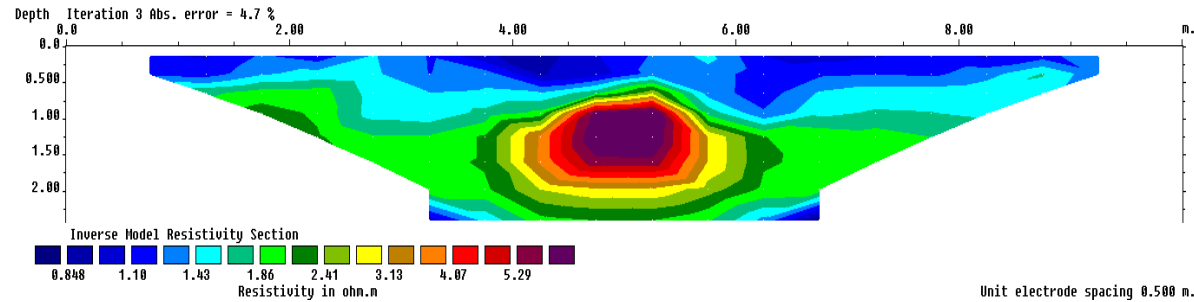 Depth Iteration 3 Abs. error = 4.7 %
0.0 2.00 4.00 6.00 8.00 m.
0.0
0.500
1.00
1.50
2.00
Inverse Model Resistivity Section
0.848 1.10 1.43 1.86 2.41 3.13 4.07 5.29
Resistivity in ohm.m
Unit electrode spacing 0.500 m.